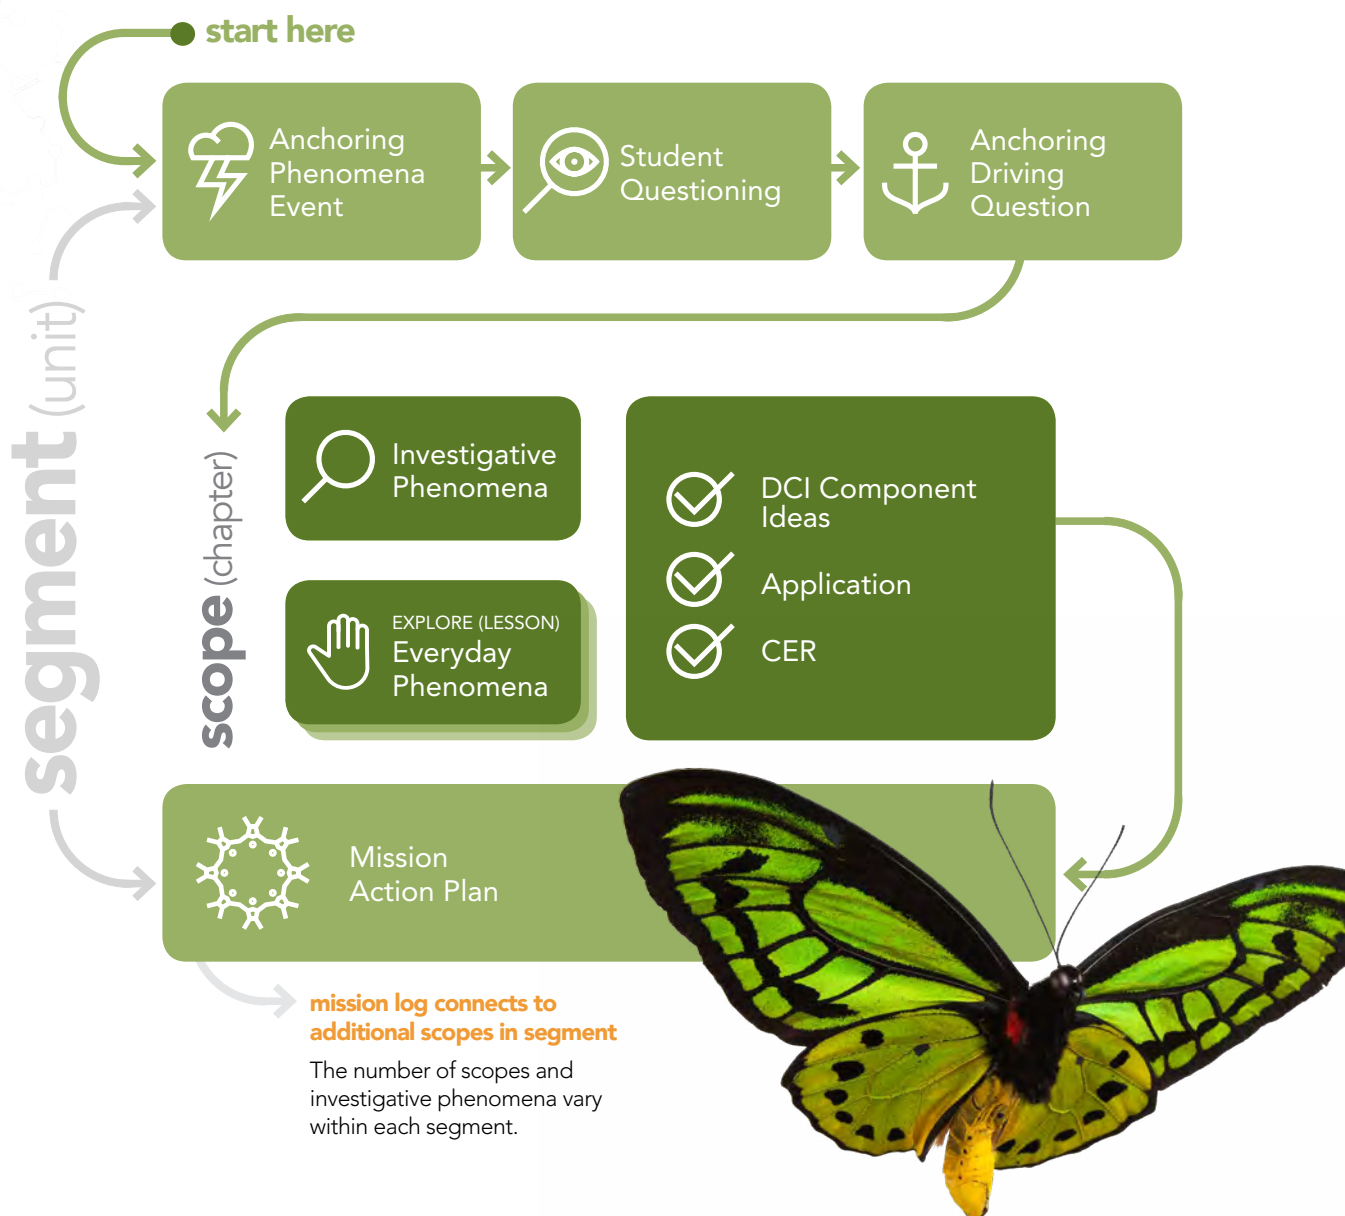 start here
Anchoring
Phenomena
Event
Student
Questioning
Anchoring
Driving
Question
segment (unit)
scope (chapter)
Investigative
Phenomena
EXPLORE (LESSON)
Everyday
Phenomena
DCI Component
Ideas
Application
CER
Mission
Action Plan
mission log connects to
additional scopes in segment
The number of scopes and
investigative phenomena vary
within each segment.